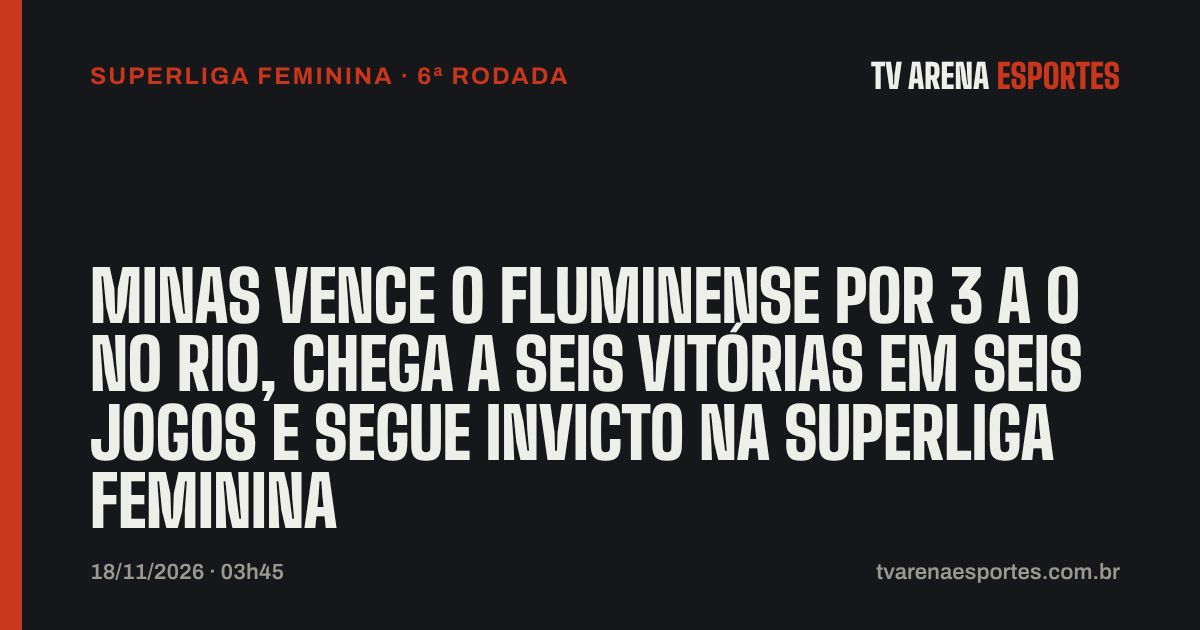 SUPERLIGA FEMININA · 6ª RODADA
TV ARENA ESPORTES
MINAS VENCE O FLUMINENSE POR 3 A 0
NO RIO, CHEGA A SEIS VITÓRIAS EM SEIS
JOGOS E SEGUE INVICTO NA SUPERLIGA
FEMININA
18/11/2026 · 03h45
tvarenaesportes.com.br